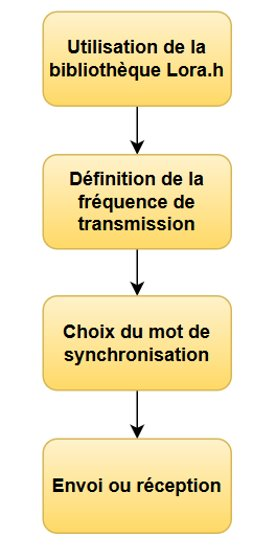 Utilisation de la
bibliothèque Lora.h
Définition de la
fréquence de
transmission
Choix du mot de
synchronisation
Envoi ou réception